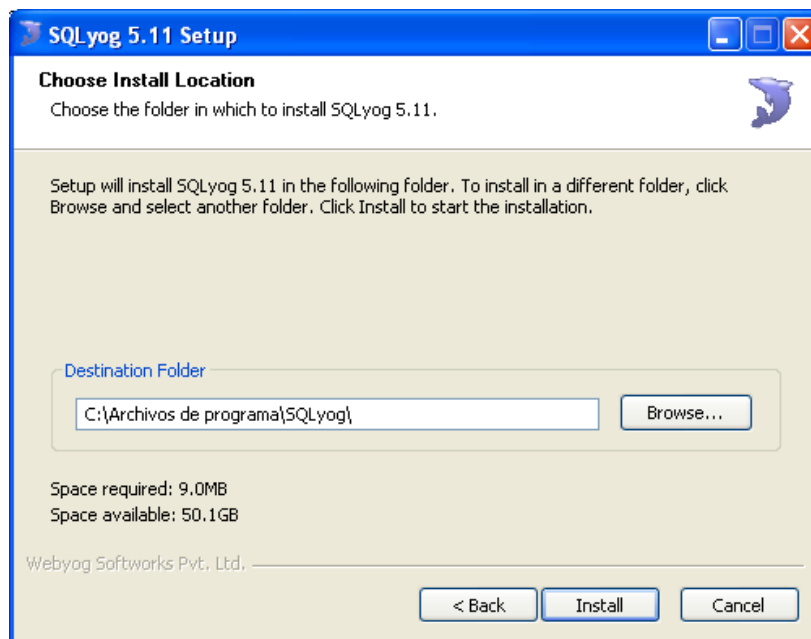 SQLyog 5.11 Setup
Choose Install Location
Choose the folder in which to install SQLyog 5.11.
Setup will install SQLyog 5.11 in the following folder. To install in a different folder, click
Browse and select another folder. Click Install to start the installation.
Destination Folder
C:\Archivos de programa\SQLyog\
Browse...
Space required: 9.0MB
Space available: 50.1GB
Webyog Softworks Pvt. Ltd.
< Back
Install
Cancel